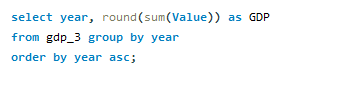 select year, round(sum(Value)) as GDP
from gdp_3 group by year
order by year asc;